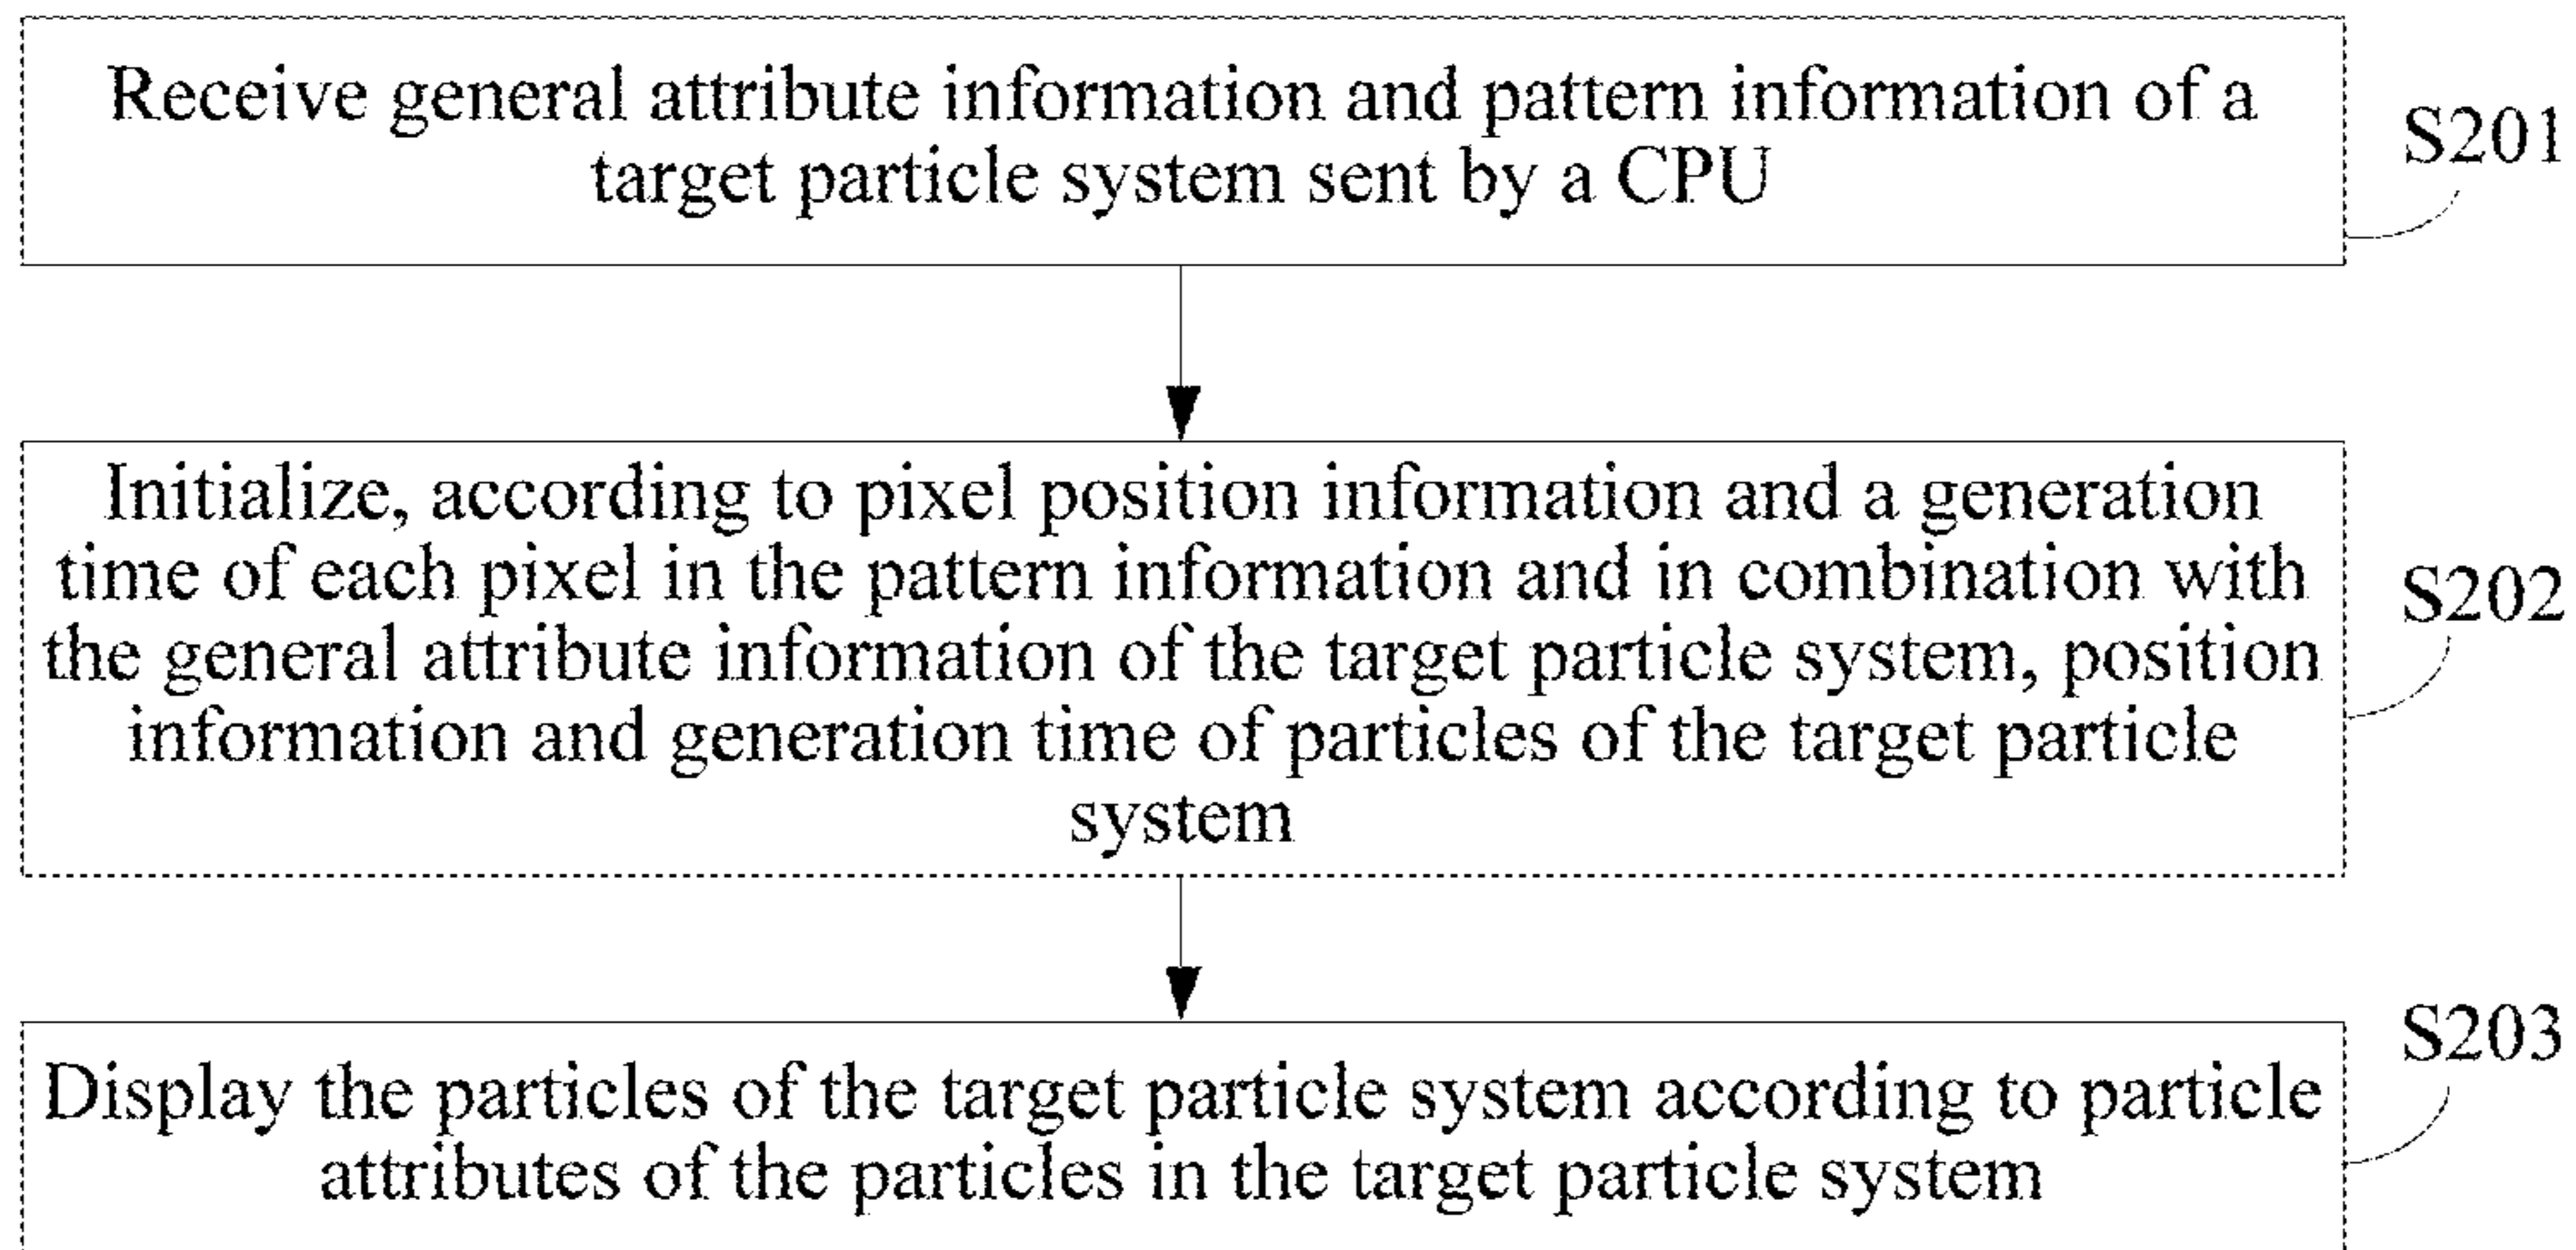 Receive general attribute information and pattern information of a
target particle system sent by a CPU
S201
Initialize, according to pixel position information and a generation
time of each pixel in the pattern information and in combination with
the general attribute information of the target particle system, position
information and generation time of particles of the target particle
system
S202
Display the particles of the target particle system according to particle
attributes of the particles in the target particle system
S203